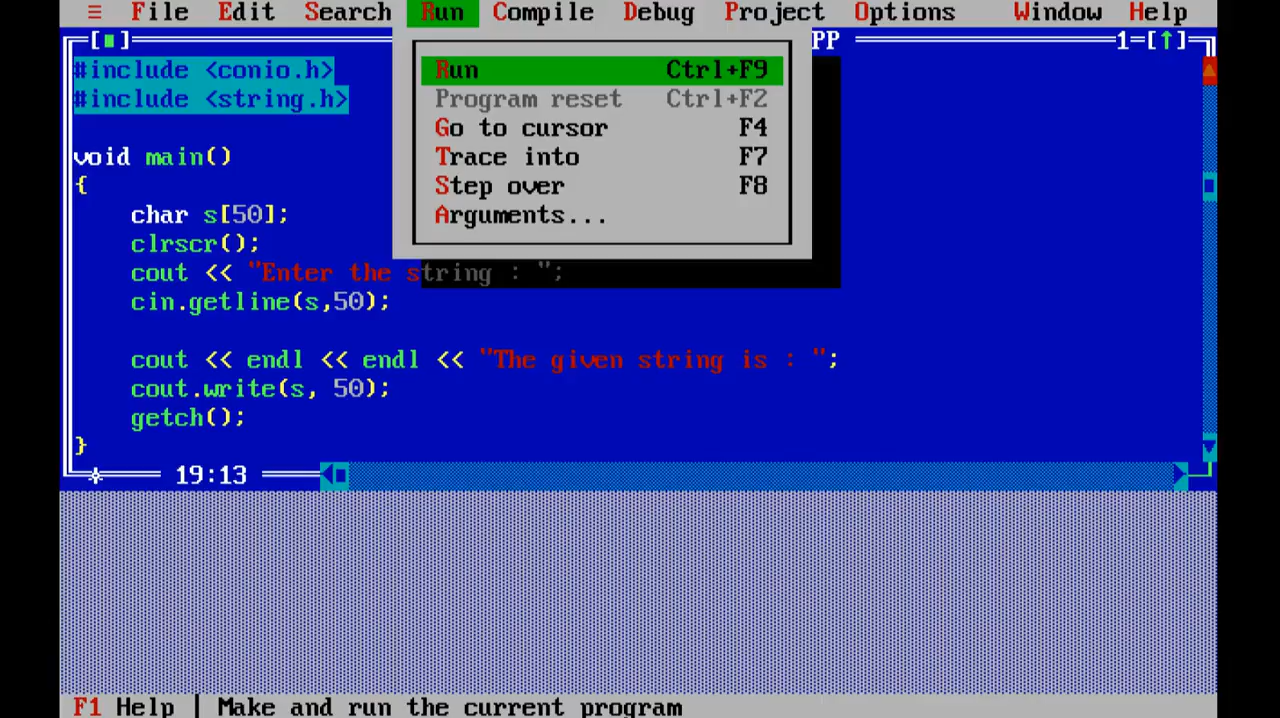 ≡ File Edit Search Run Compile Debug Project Options Window Help
[■] PP 1=[↑]
#include <conio.h>
#include <string.h>
void main()
{
char s[50];
clrscr();
cout << "Enter the string : ";
cin.getline(s,50);
cout << endl << endl << "The given string is : ";
cout.write(s, 50);
getch();
}
Run Ctrl+F9
Program reset Ctrl+F2
Go to cursor F4
Trace into F7
Step over F8
Arguments...
19:13
F1 Help | Make and run the current program